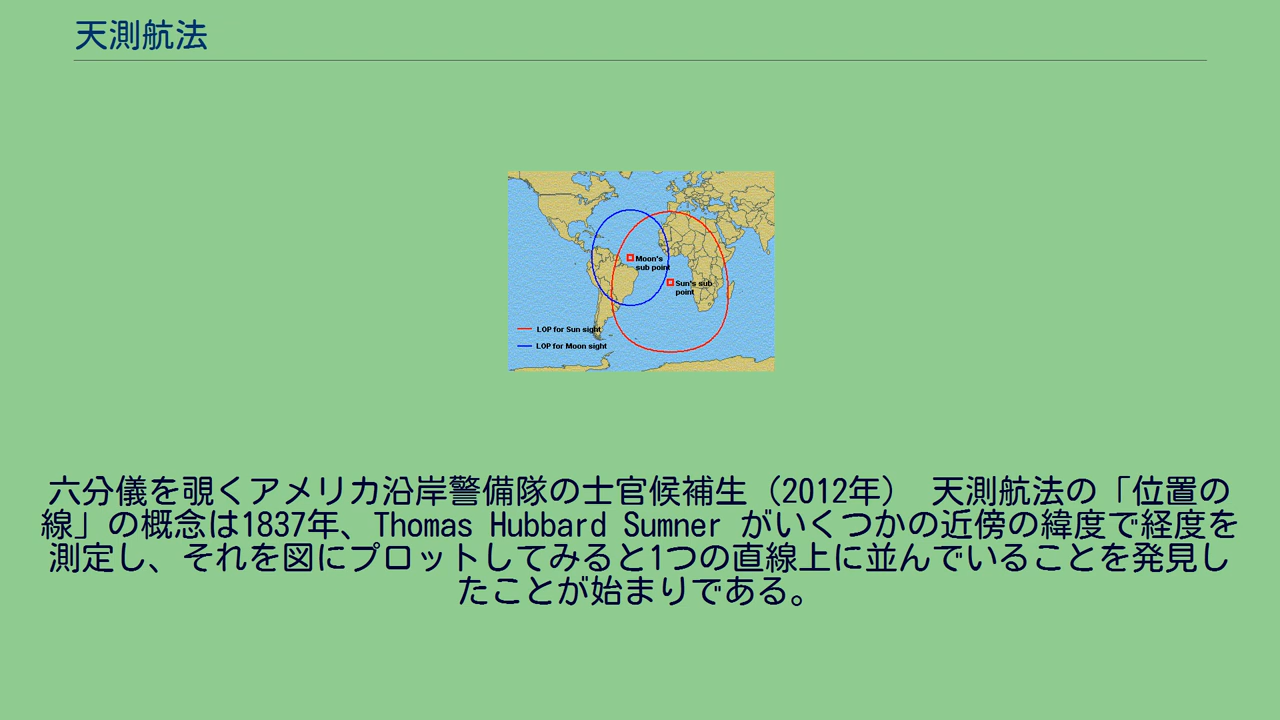 天測航法
Moon's
sub point
Sun's sub
point
LOP for Sun sight
LOP for Moon sight
六分儀を覗くアメリカ沿岸警備隊の士官候補生（2012年） 天測航法の「位置の
線」の概念は1837年、Thomas Hubbard Sumner がいくつかの近傍の緯度で経度を
測定し、それを図にプロットしてみると1つの直線上に並んでいることを発見し
たことが始まりである。